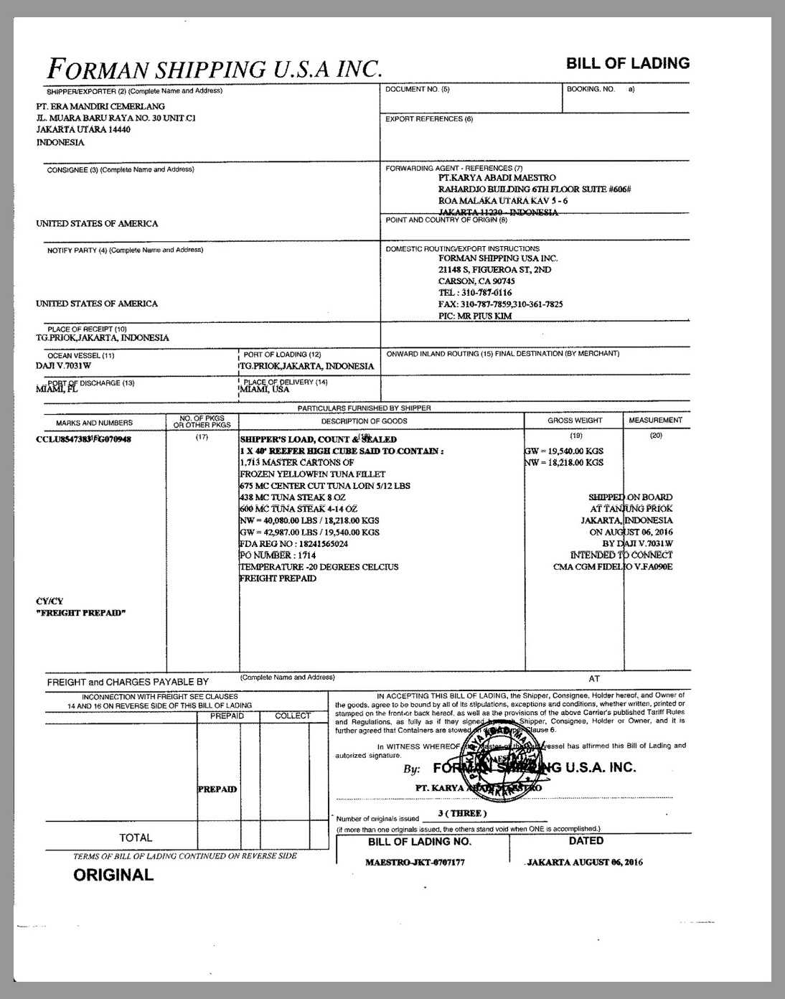 FORMAN SHIPPING U.S.A INC.
BILL OF LADING
SHIPPER/EXPORTER (2) (Complete Name and Address)
PT. ERA MANDIRI CEMERLANG
JL. MUARA BARU RAYA NO. 30 UNIT C1
JAKARTA UTARA 14440
INDONESIA
DOCUMENT NO. (5)
BOOKING. NO. a)
EXPORT REFERENCES (6)
CONSIGNEE (3) (Complete Name and Address)
UNITED STATES OF AMERICA
FORWARDING AGENT - REFERENCES (7)
PT.KARYA ABADI MAESTRO
RAHARDJO BUILDING 6TH FLOOR SUITE #606#
ROA MALAKA UTARA KAV 5 - 6
JAKARTA 11230 - INDONESIA
POINT AND COUNTRY OF ORIGIN (8)
NOTIFY PARTY (4) (Complete Name and Address)
UNITED STATES OF AMERICA
DOMESTIC ROUTING/EXPORT INSTRUCTIONS
FORMAN SHIPPING USA INC.
21148 S, FIGUEROA ST, 2ND
CARSON, CA 90745
TEL : 310-787-0116
FAX: 310-787-7859,310-361-7825
PIC: MR PIUS KIM
PLACE OF RECEIPT (10)
TG.PRIOK,JAKARTA, INDONESIA
OCEAN VESSEL (11)
DAJI V.7031W
PORT OF LOADING (12)
TG.PRIOK,JAKARTA, INDONESIA
ONWARD INLAND ROUTING (15) FINAL DESTINATION (BY MERCHANT)
PORT OF DISCHARGE (13)
MIAMI, FL
PLACE OF DELIVERY (14)
MIAMI, USA
PARTICULARS FURNISHED BY SHIPPER
MARKS AND NUMBERS
NO. OF PKGS
OR OTHER PKGS
DESCRIPTION OF GOODS
GROSS WEIGHT
MEASUREMENT
CCLU8547383/FG070948
(17)
(19)
(20)
SHIPPER'S LOAD, COUNT & SEALED
1 X 40' REEFER HIGH CUBE SAID TO CONTAIN :
1,713 MASTER CARTONS OF
FROZEN YELLOWFIN TUNA FILLET
675 MC CENTER CUT TUNA LOIN 5/12 LBS
438 MC TUNA STEAK 8 OZ
600 MC TUNA STEAK 4-14 OZ
NW = 40,080.00 LBS / 18,218.00 KGS
GW = 42,987.00 LBS / 19,540.00 KGS
FDA REG NO : 18241565024
PO NUMBER : 1714
TEMPERATURE -20 DEGREES CELCIUS
FREIGHT PREPAID
GW = 19,540.00 KGS
NW = 18,218.00 KGS
SHIPPED ON BOARD
AT TANJUNG PRIOK
JAKARTA, INDONESIA
ON AUGUST 06, 2016
BY DAJI V.7031W
INTENDED TO CONNECT
CMA CGM FIDELIO V.FA090E
CY/CY
"FREIGHT PREPAID"
FREIGHT and CHARGES PAYABLE BY
(Complete Name and Address)
AT
INCONNECTION WITH FREIGHT SEE CLAUSES
14 AND 16 ON REVERSE SIDE OF THIS BILL OF LADING
PREPAID
COLLECT
PREPAID
TOTAL
TERMS OF BILL OF LADING CONTINUED ON REVERSE SIDE
ORIGINAL
IN ACCEPTING THIS BILL OF LADING, the Shipper, Consignee, Holder hereof, and Owner of
the goods, agree to be bound by all of its stipulations, exceptions and conditions, whether written, printed or
stamped on the front or back hereof, as well as the provisions of the above Carrier's published Tariff Rules
and Regulations, as fully as if they signed Shipper, Consignee, Holder or Owner, and it is
further agreed that Containers are stowed Clause 6.
In WITNESS WHEREOF, vessel has affirmed this Bill of Lading and
autorized signature.
By: FORMAN SHIPPING U.S.A. INC.
PT. KARYA ABADI MAESTRO
Number of originals issued 3 ( THREE )
(if more than one originals issued, the others stand void when ONE is accomplished.)
BILL OF LADING NO.
MAESTRO-JKT-0707177
DATED
JAKARTA AUGUST 06, 2016